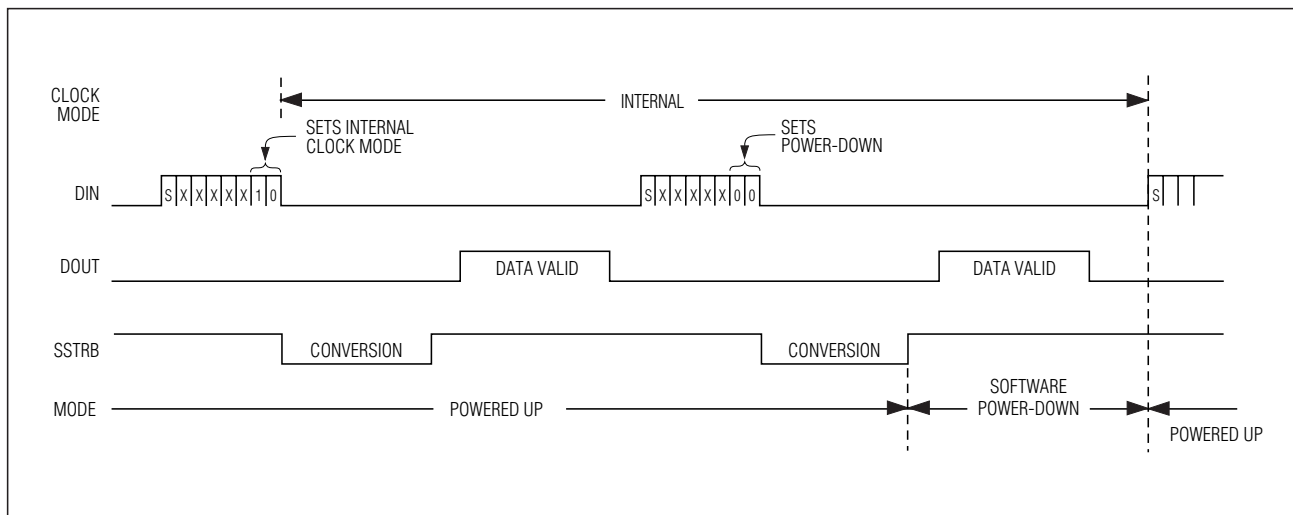 CLOCK
MODE
INTERNAL
SETS INTERNAL
CLOCK MODE
SETS
POWER-DOWN
DIN
S X X X X X 1 0
S X X X X X 0 0
S
DOUT
DATA VALID
DATA VALID
SSTRB
CONVERSION
CONVERSION
MODE
POWERED UP
SOFTWARE
POWER-DOWN
POWERED UP